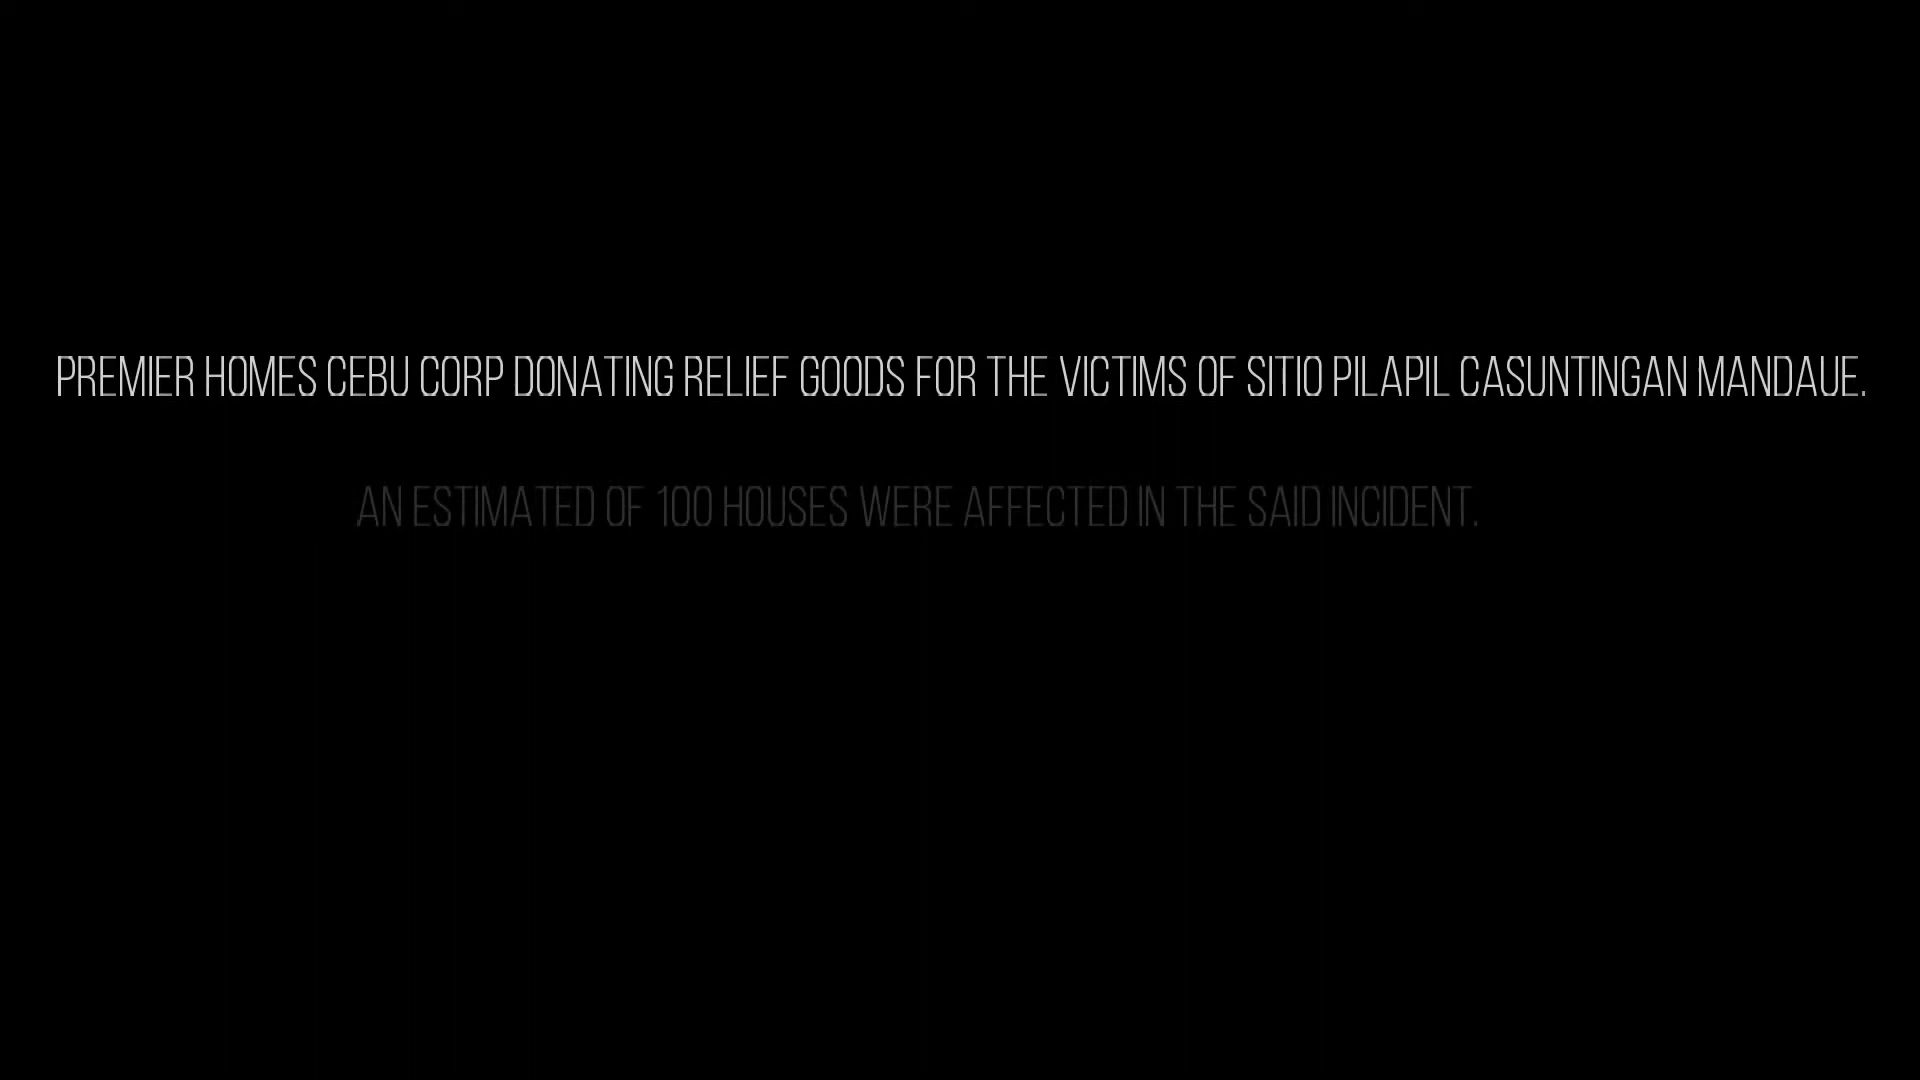 PREMIER HOMES CEBU CORP DONATING RELIEF GOODS FOR THE VICTIMS OF SITIO PILAPIL CASUNTINGAN MANDAUE.
AN ESTIMATED OF 100 HOUSES WERE AFFECTED IN THE SAID INCIDENT.